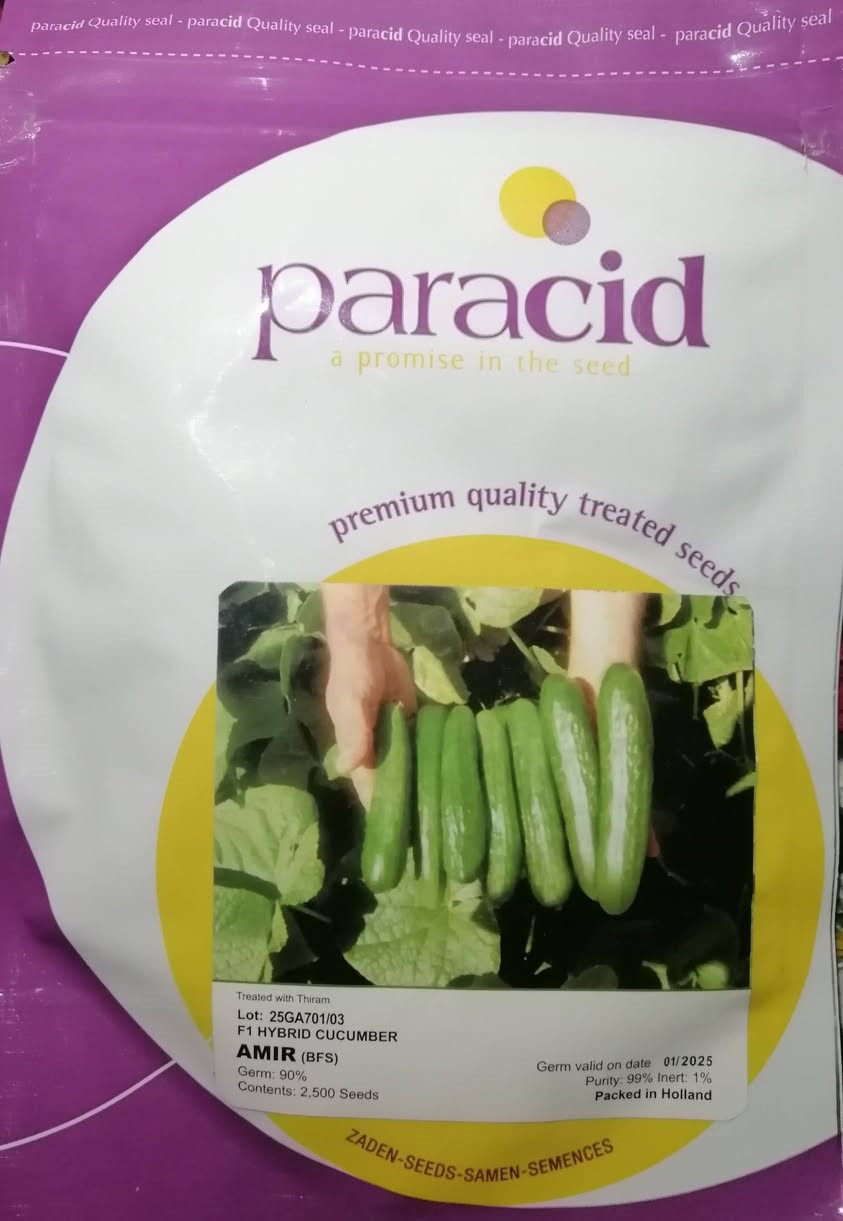 paracid Quality seal - paracid Quality seal - paracid Quality seal - paracid Quality seal - paracid Quality seal
paracid
a promise in the seed
premium quality treated seeds
Treated with Thiram
Lot: 25GA701/03
F1 HYBRID CUCUMBER
AMIR (BFS)
Germ: 90%
Contents: 2,500 Seeds
Germ valid on date 01/2025
Purity: 99% Inert: 1%
Packed in Holland
ZADEN-SEEDS-SAMEN-SEMENCES